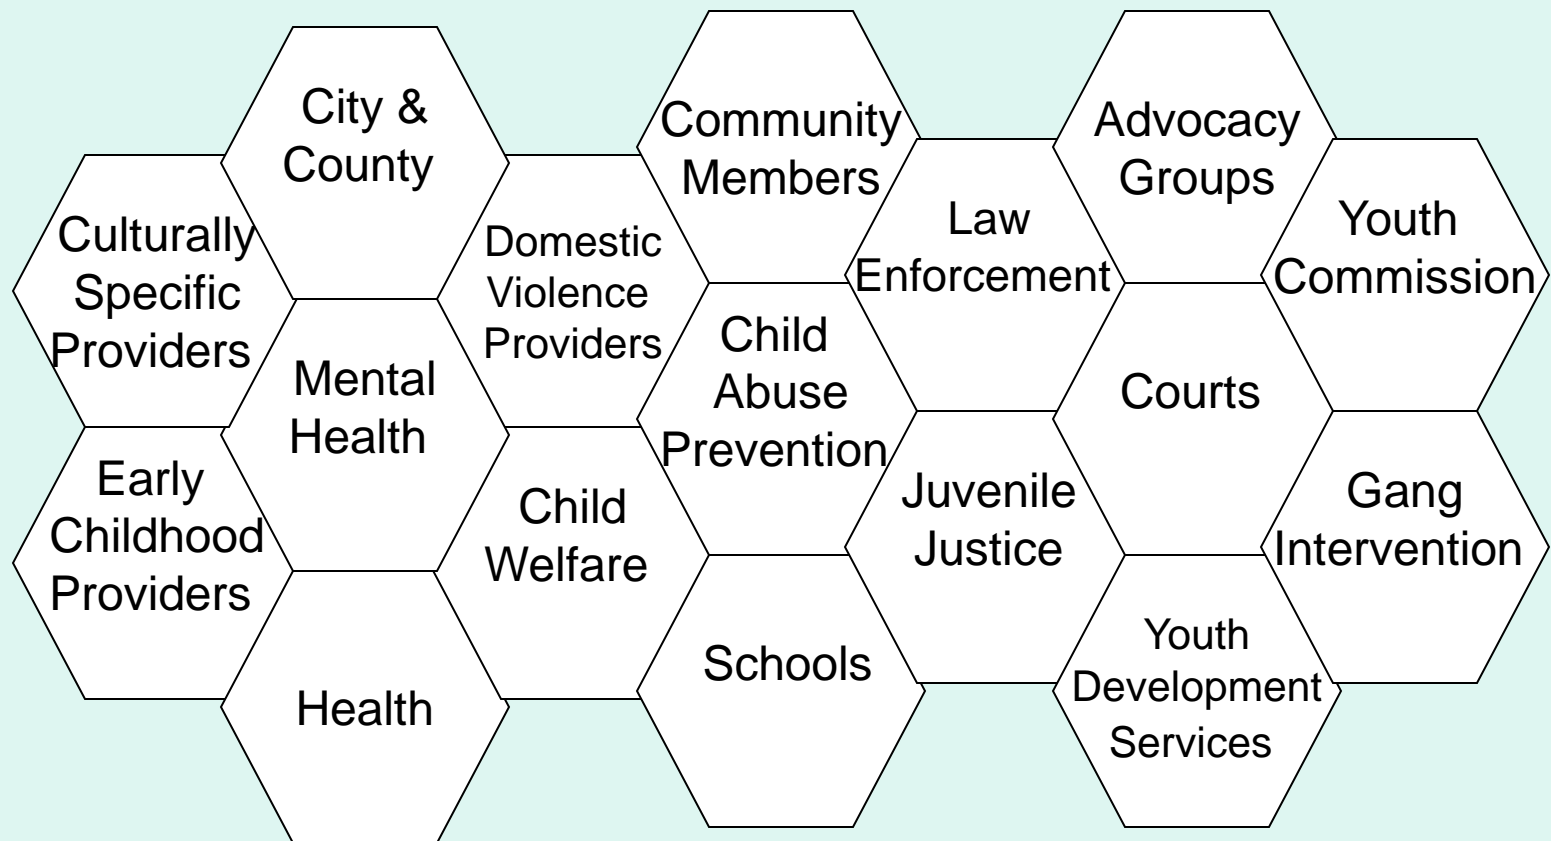 City &
County
Community
Members
Advocacy
Groups
Culturally
Specific
Providers
Domestic
Violence
Providers
Law
Enforcement
Youth
Commission
Mental
Health
Child
Abuse
Prevention
Courts
Early
Childhood
Providers
Child
Welfare
Juvenile
Justice
Gang
Intervention
Health
Schools
Youth
Development
Services